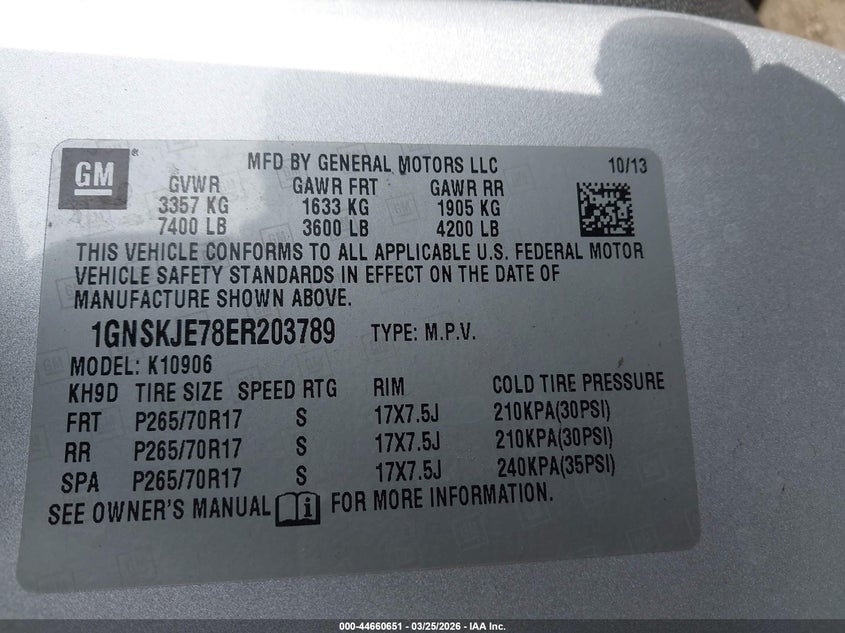 GM ® MFD BY GENERAL MOTORS LLC 10/13
GVWR GAWR FRT GAWR RR
3357 KG 1633 KG 1905 KG
7400 LB 3600 LB 4200 LB
THIS VEHICLE CONFORMS TO ALL APPLICABLE U.S. FEDERAL MOTOR
VEHICLE SAFETY STANDARDS IN EFFECT ON THE DATE OF
MANUFACTURE SHOWN ABOVE.
1GNSKJE78ER203789 TYPE: M.P.V.
MODEL: K10906
KH9D TIRE SIZE SPEED RTG RIM COLD TIRE PRESSURE
FRT P265/70R17 S 17X7.5J 210KPA(30PSI)
RR P265/70R17 S 17X7.5J 210KPA(30PSI)
SPA P265/70R17 S 17X7.5J 240KPA(35PSI)
SEE OWNER'S MANUAL i FOR MORE INFORMATION.
000-44660651 - 03/25/2026 - IAA Inc.